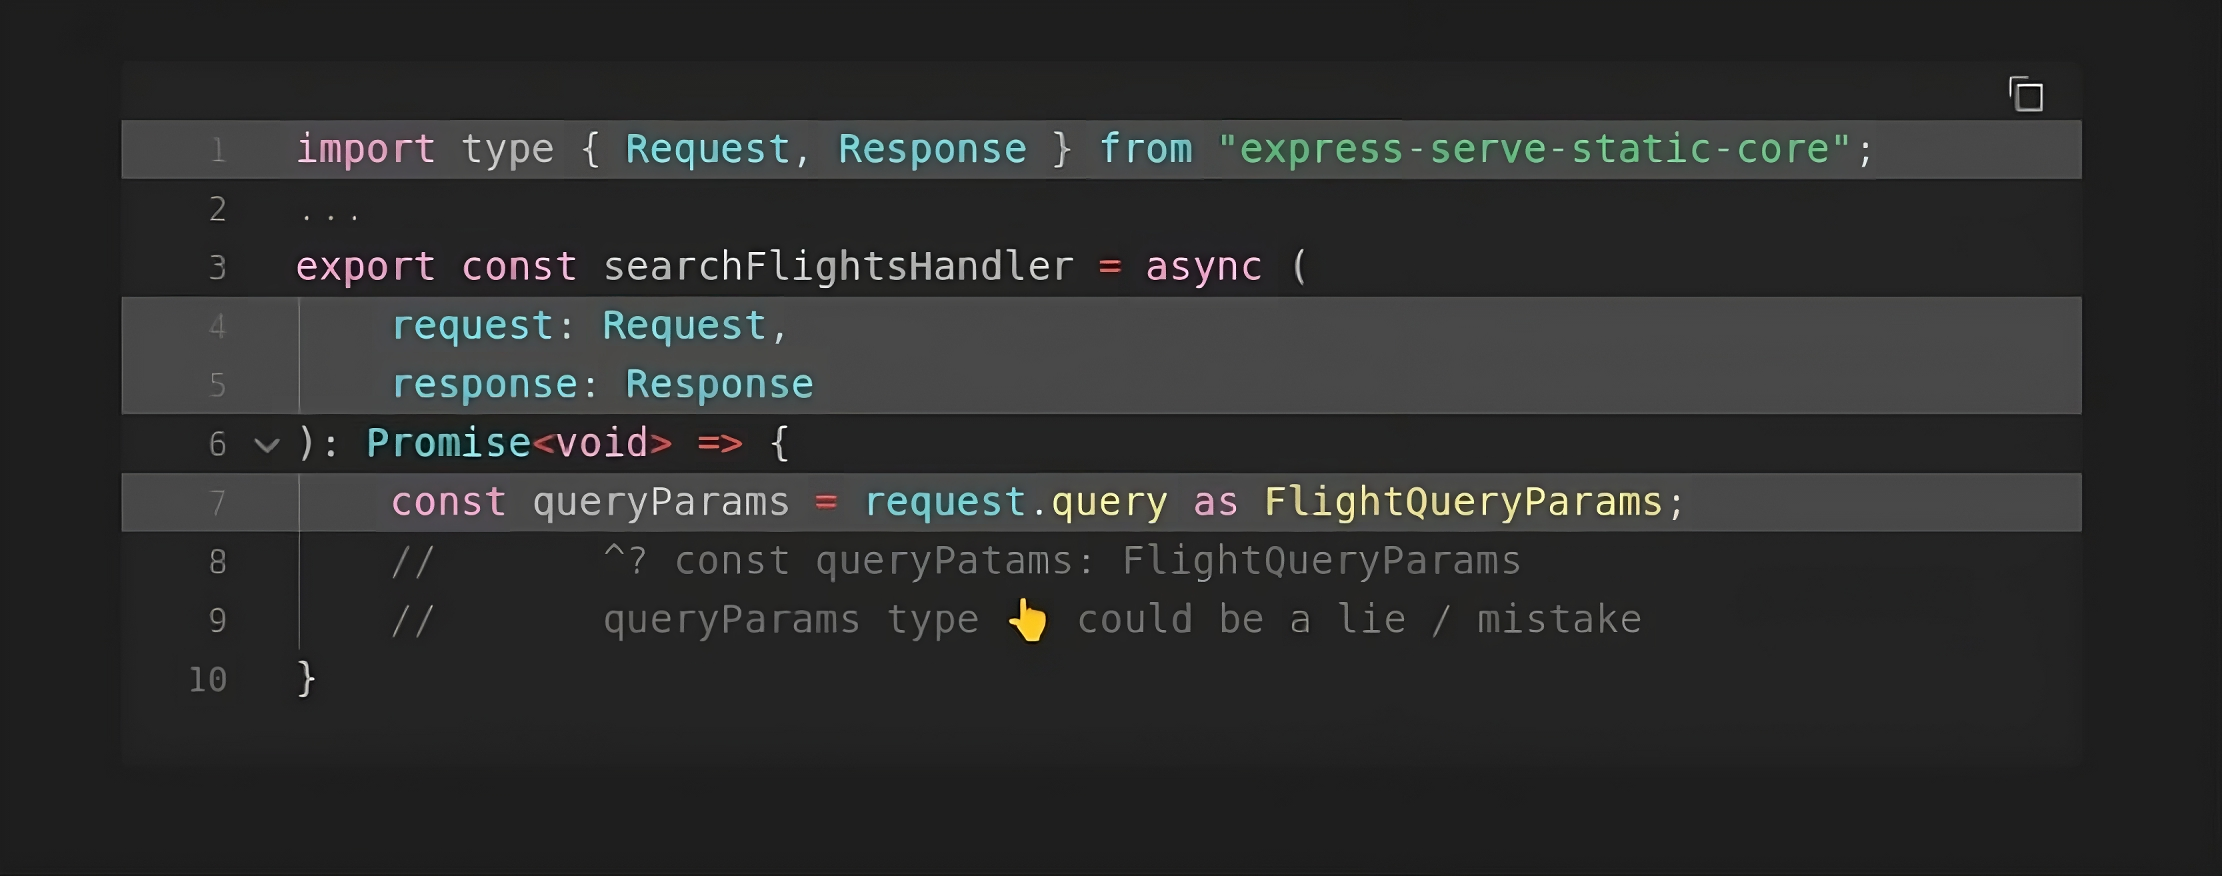 1 import type { Request, Response } from "express-serve-static-core";
2 ...
3 export const searchFlightsHandler = async (
4     request: Request,
5     response: Response
6 ): Promise<void> => {
7     const queryParams = request.query as FlightQueryParams;
8     //       ^? const queryPatams: FlightQueryParams
9     //       queryParams type 👆 could be a lie / mistake
10 }